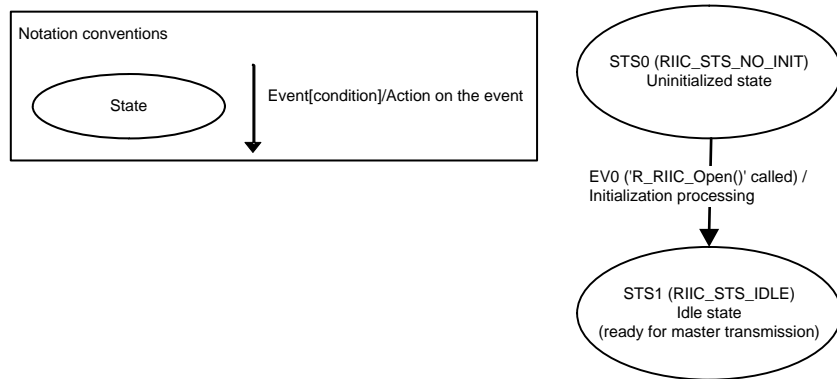 Notation conventions
State
Event[condition]/Action on the event
STS0 (RIIC_STS_NO_INIT)
Uninitialized state
EV0 ('R_RIIC_Open()' called) /
Initialization processing
STS1 (RIIC_STS_IDLE)
Idle state
(ready for master transmission)